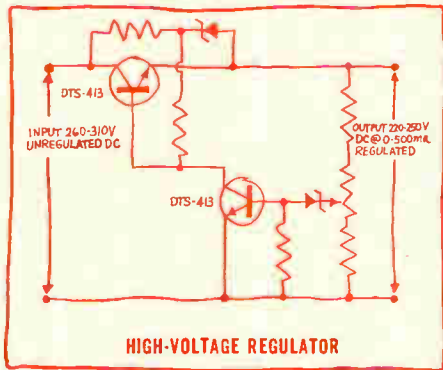 DTS-413
INPUT 260-310V
UNREGULATED DC
OUTPUT 220-250V
DC@0-500ma
REGULATED
DTS-413
HIGH-VOLTAGE REGULATOR